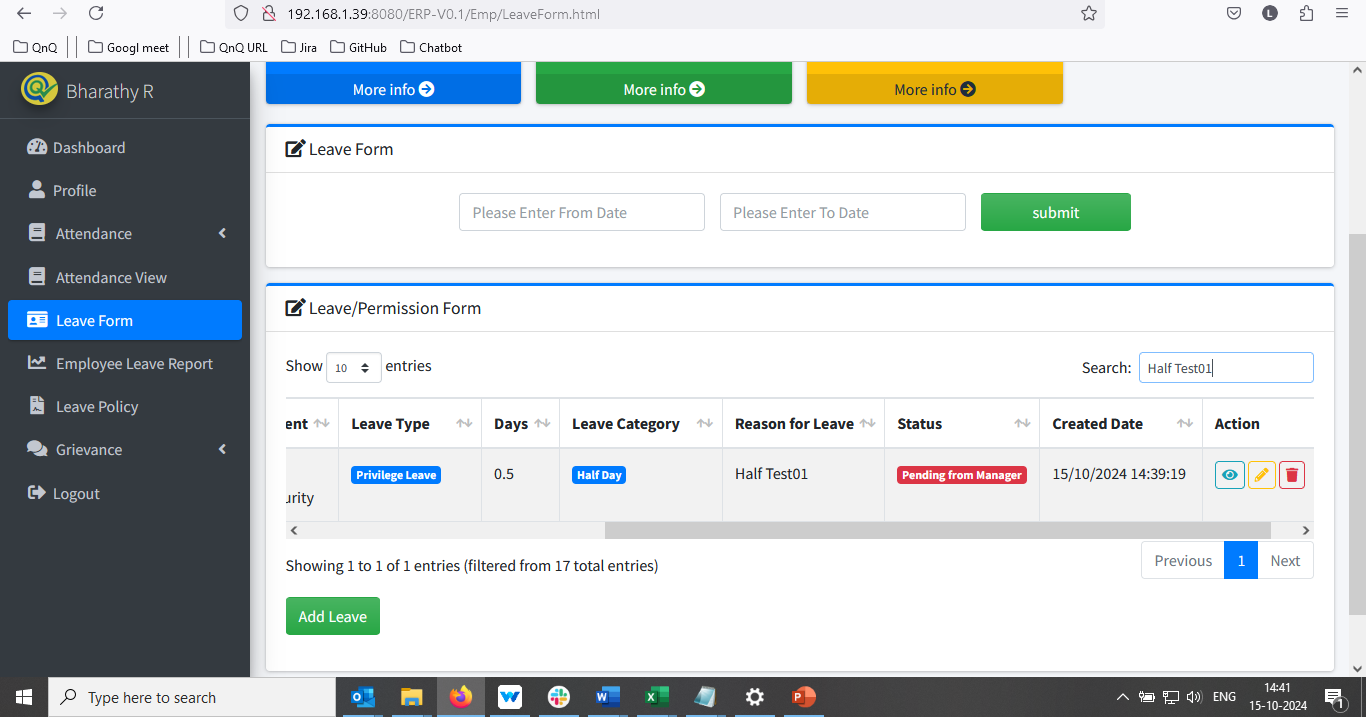 192.168.1.39:8080/ERP-V0.1/Emp/LeaveForm.html
L
QnQ
Googl meet
QnQ URL
Jira
GitHub
Chatbot
Bharathy R
Dashboard
Profile
Attendance
Attendance View
Leave Form
Employee Leave Report
Leave Policy
Grievance
Logout
More info
More info
More info
Leave Form
Please Enter From Date
Please Enter To Date
submit
Leave/Permission Form
Show 10 entries
Search: Half Test01
ent Leave Type Days Leave Category Reason for Leave Status Created Date Action
Privilege Leave 0.5 Half Day Half Test01 Pending from Manager 15/10/2024 14:39:19
urity
Showing 1 to 1 of 1 entries (filtered from 17 total entries)
Previous 1 Next
Add Leave
Type here to search
ENG
14:41
15-10-2024
1